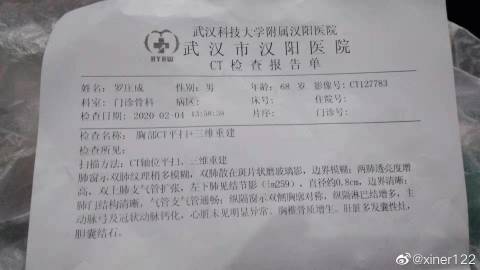 武汉科技大学附属汉阳医院
武汉市汉阳医院
HYHW
CT检查报告单
姓名 罗庄成 性别: 男 年龄: 68 岁 影像号: CT127783
科室: 门诊骨科 病区: 床号: 住院号:
检查日期 2020-02-04 片序: 门诊号:
检查名称: 胸部CT平扫+三维重建
检查所见:
扫描方法: CT轴位平扫、三维重建
肺窗示双肺纹理稍多模糊, 双肺散在斑片状磨玻璃影, 边界模糊; 两肺透亮度增
高, 双上肺支气管扩张, 左下肺见结节影(im259), 直径约0.8cm, 边界清晰;
肺门结构清晰, 气管支气管通畅; 纵隔窗示双侧胸廓对称, 纵隔淋巴结增多, 主
动脉弓及冠状动脉钙化, 心脏未见明显异常。胸椎骨质增生。肝脏多发囊性灶,
胆囊结石。
@xiner122